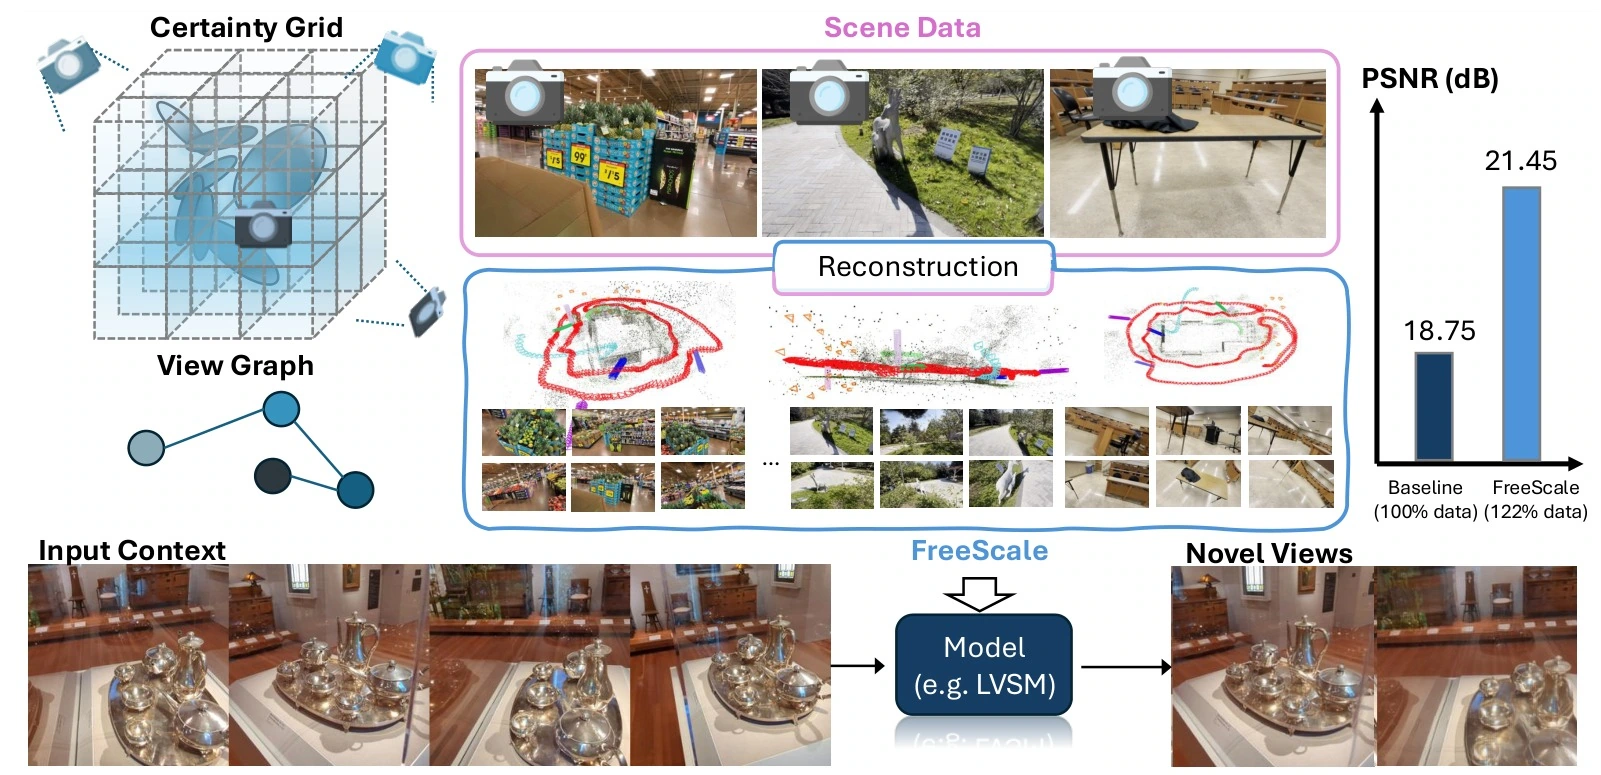 Certainty Grid
Scene Data
99
Reconstruction
View Graph
...
PSNR (dB)
21.45
18.75
Baseline
(100% data)
FreeScale
(122% data)
Input Context
FreeScale
Model
(e.g. LVSM)
Novel Views